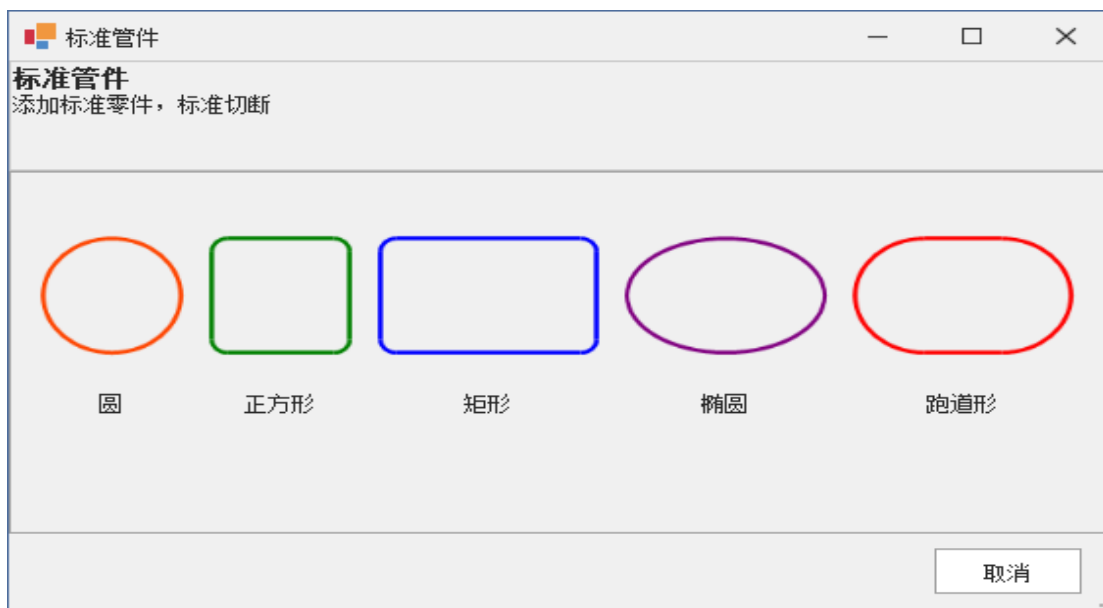 标准管件
标准管件
添加标准零件，标准切断
圆
正方形
矩形
椭圆
跑道形
取消